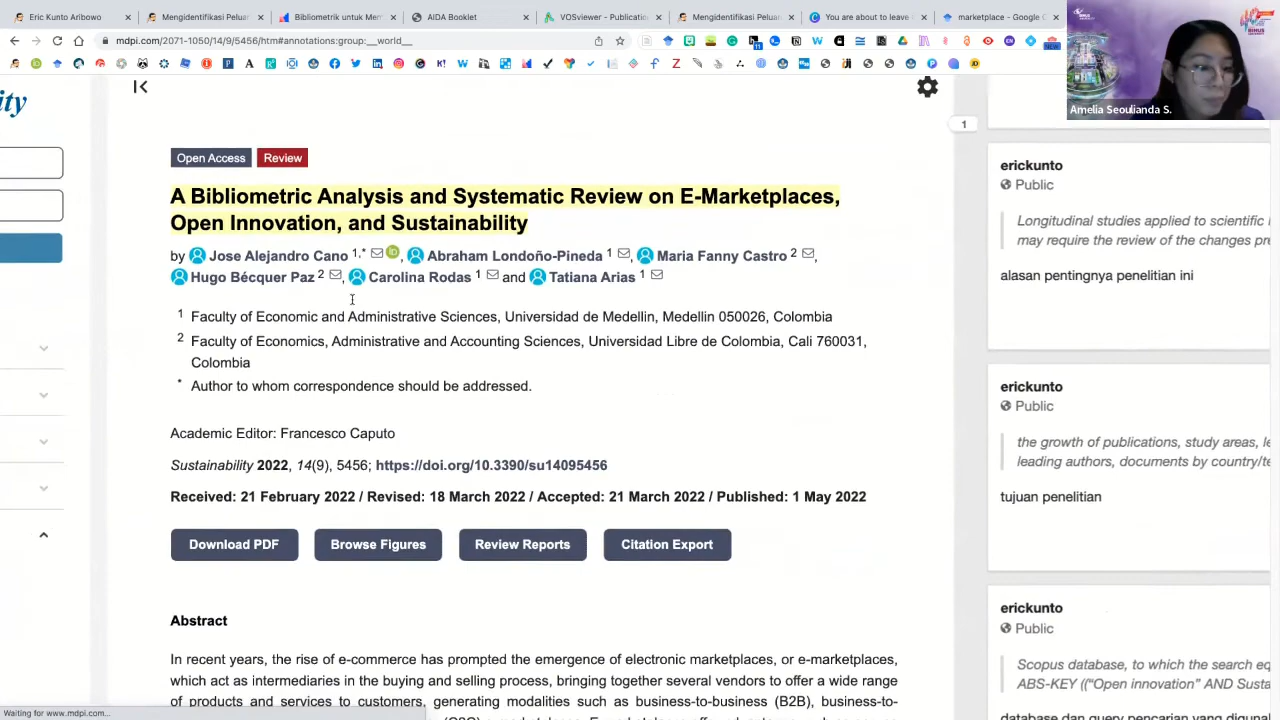 Eric Kunto Aribowo
Mengidentifikasi Pelua
Bibliometrik untuk Mem
AIDA Booklet
VOSviewer - Publication
Mengidentifikasi Peluan
You are about to leave
marketplace - Google C
mdpi.com/2071-1050/14/9/5456/htm#annotations:group:__world__
Amelia Seoulianda S.
ity
1
Open Access
Review
A Bibliometric Analysis and Systematic Review on E-Marketplaces,
Open Innovation, and Sustainability
by Jose Alejandro Cano 1,* , Abraham Londoño-Pineda 1 , Maria Fanny Castro 2 ,
Hugo Bécquer Paz 2 , Carolina Rodas 1 and Tatiana Arias 1
1 Faculty of Economic and Administrative Sciences, Universidad de Medellin, Medellin 050026, Colombia
2 Faculty of Economics, Administrative and Accounting Sciences, Universidad Libre de Colombia, Cali 760031,
Colombia
* Author to whom correspondence should be addressed.
Academic Editor: Francesco Caputo
Sustainability 2022, 14(9), 5456; https://doi.org/10.3390/su14095456
Received: 21 February 2022 / Revised: 18 March 2022 / Accepted: 21 March 2022 / Published: 1 May 2022
Download PDF
Browse Figures
Review Reports
Citation Export
Abstract
In recent years, the rise of e-commerce has prompted the emergence of electronic marketplaces, or e-marketplaces,
which act as intermediaries in the buying and selling process, bringing together several vendors to offer a wide range
of products and services to customers, generating modalities such as business-to-business (B2B), business-to-
erickunto
Public
Longitudinal studies applied to scientific
may require the review of the changes pre
alasan pentingnya penelitian ini
erickunto
Public
the growth of publications, study areas, le
leading authors, documents by country/te
tujuan penelitian
erickunto
Public
Scopus database, to which the search eq
ABS-KEY (("Open innovation" AND Susta
database dan query pencarian yang digunak
Waiting for www.mdpi.com...